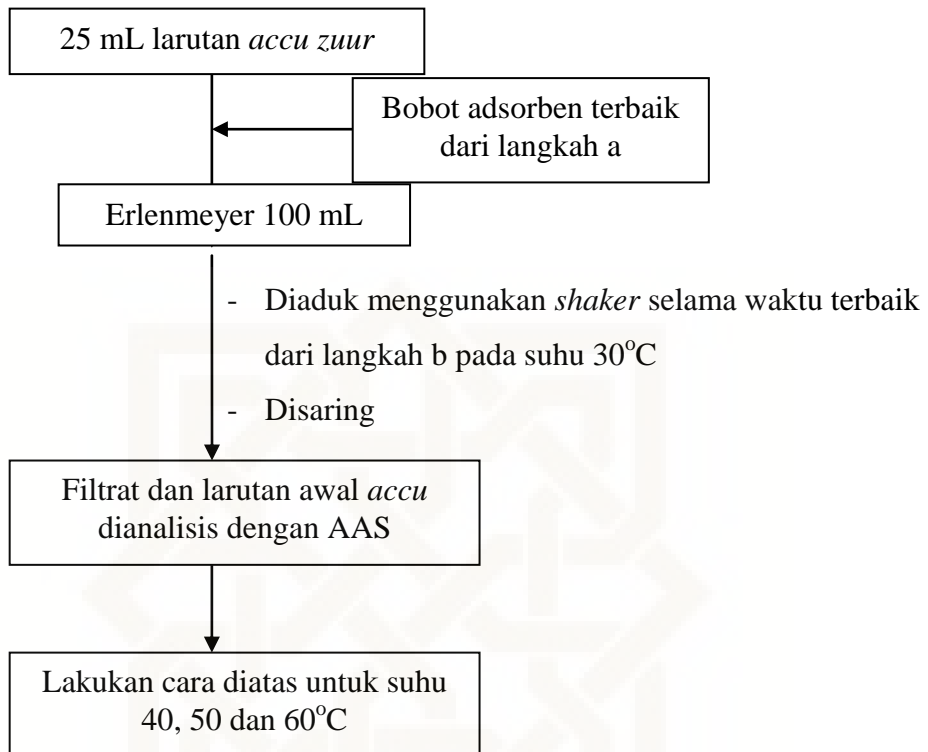 25 mL larutan accu zuur
Bobot adsorben terbaik
dari langkah a
Erlenmeyer 100 mL
- Diaduk menggunakan shaker selama waktu terbaik
dari langkah b pada suhu 30°C
- Disaring
Filtrat dan larutan awal accu
dianalisis dengan AAS
Lakukan cara diatas untuk suhu
40, 50 dan 60°C